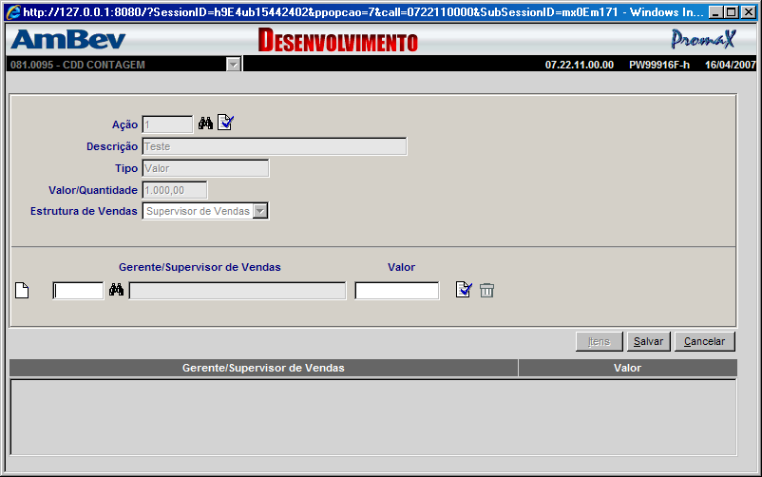 http://127.0.0.1:8080/?SessionID=h9E4ub15442402&ppopcao=7&call=0722110000&SubSessionID=mx0Em171 - Windows In...
AmBev DESENVOLVIMENTO PromaX
081.0095 - CDD CONTAGEM 07.22.11.00.00 PW99916F-h 16/04/2007
Ação 1
Descrição Teste
Tipo Valor
Valor/Quantidade 1.000,00
Estrutura de Vendas Supervisor de Vendas
Gerente/Supervisor de Vendas Valor
Itens Salvar Cancelar
Gerente/Supervisor de Vendas Valor